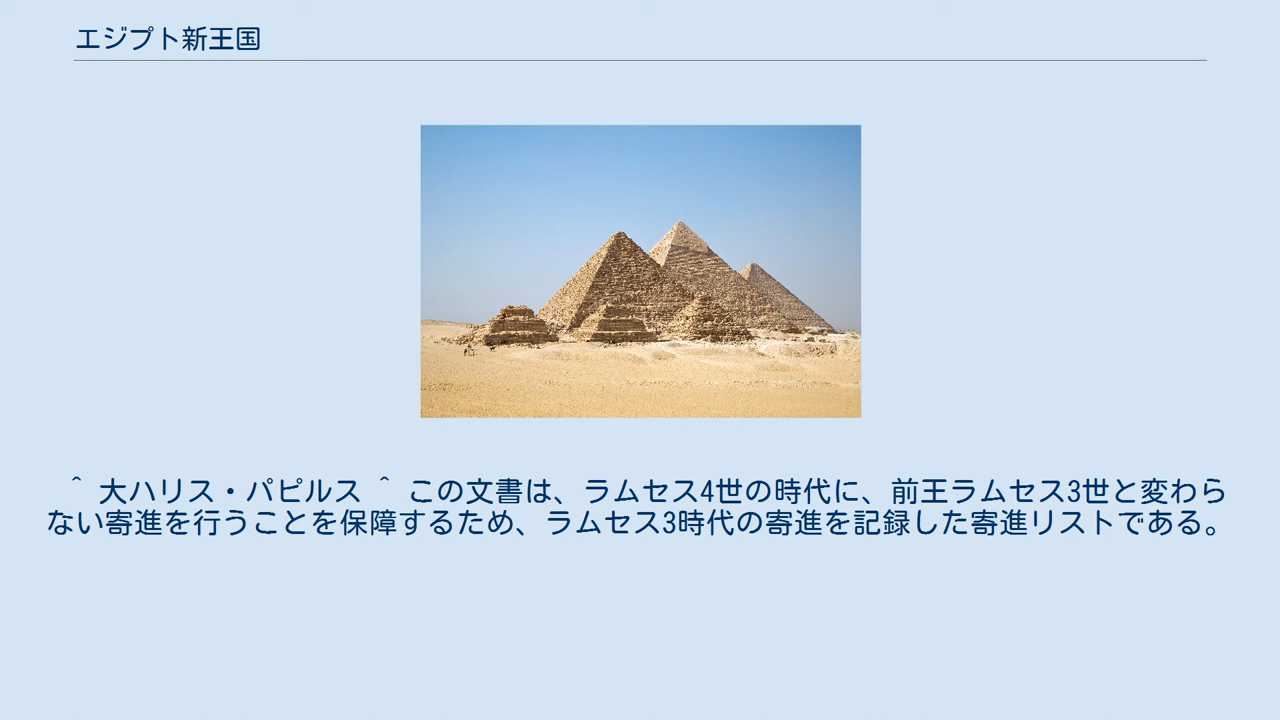 エジプト新王国
＾ 大ハリス・パピルス ＾ この文書は、ラムセス4世の時代に、前王ラムセス3世と変わら
ない寄進を行うことを保障するため、ラムセス3時代の寄進を記録した寄進リストである。